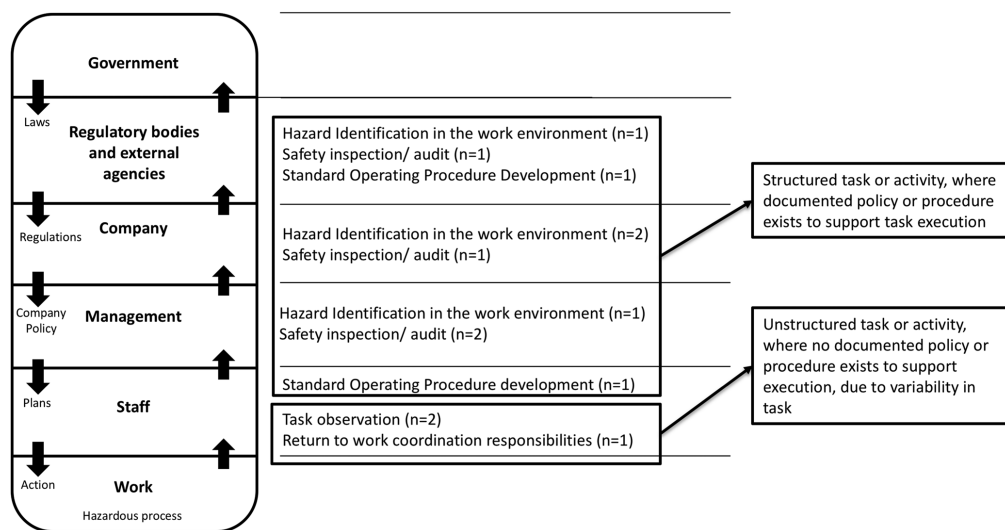 Government
Laws
Regulatory bodies
and external
agencies
Regulations
Company
Company
Policy
Management
Plans
Staff
Action
Work
Hazardous process
Hazard Identification in the work environment (n=1)
Safety inspection/ audit (n=1)
Standard Operating Procedure Development (n=1)
Hazard Identification in the work environment (n=2)
Safety inspection/ audit (n=1)
Hazard Identification in the work environment (n=1)
Safety inspection/ audit (n=2)
Standard Operating Procedure development (n=1)
Task observation (n=2)
Return to work coordination responsibilities (n=1)
Structured task or activity, where
documented policy or procedure
exists to support task execution
Unstructured task or activity,
where no documented policy or
procedure exists to support
execution, due to variability in
task